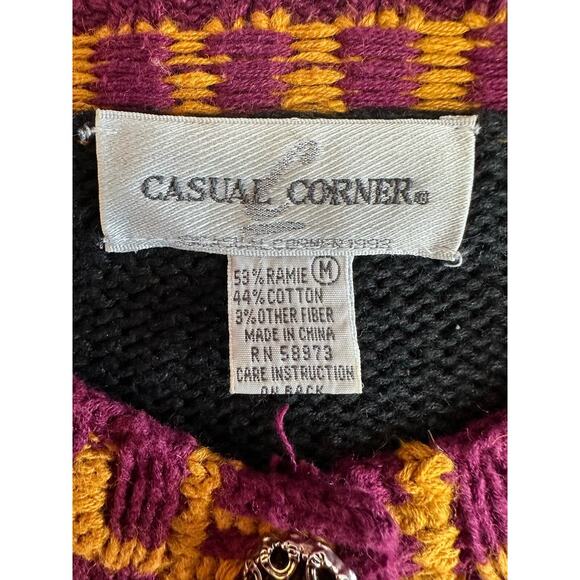 CASUAL CORNER®
©CASUAL CORNER 1992
53% RAMIE M
44% COTTON
3% OTHER FIBER
MADE IN CHINA
RN 58973
CARE INSTRUCTION
ON BACK